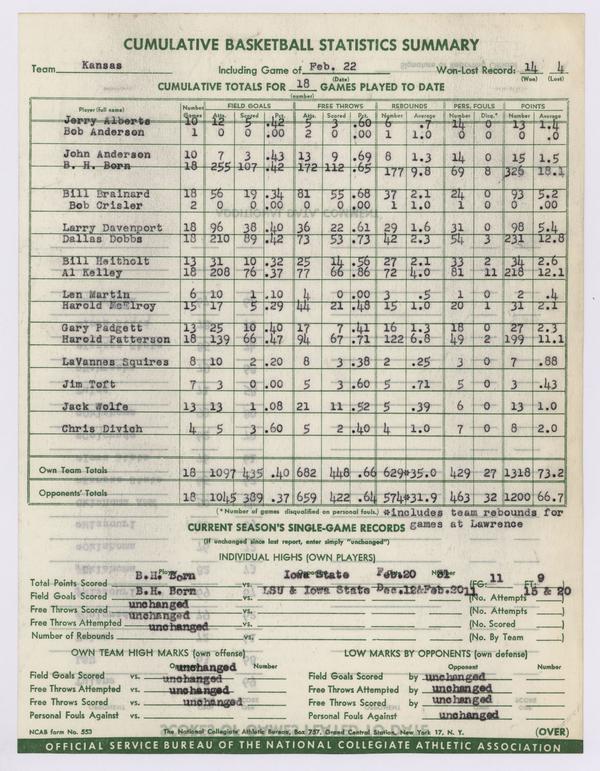 CUMULATIVE BASKETBALL STATISTICS SUMMARY
Team Kansas Including Game of Feb. 22 (Date) Won-Lost Record: 14 (Won) 4 (Lost)
CUMULATIVE TOTALS FOR 18 (number) GAMES PLAYED TO DATE
Player (full name) Number Games FIELD GOALS FREE THROWS REBOUNDS PERS. FOULS POINTS
Atts. Scored Pct. Atts. Scored Pct. Number Average Number Disq.* Number Average
Jerry Alberts 10 12 5 .42 5 3 .60 6 .7 14 0 13 1.4
Bob Anderson 1 0 0 .00 2 0 .00 1 1.0 0 0 0 .0
John Anderson 10 7 3 .43 13 9 .69 8 1.3 14 0 15 1.5
B. H. Born 18 255 107 .42 172 112 .65 177 9.8 69 8 326 18.1
Bill Brainard 18 56 19 .34 81 55 .68 37 2.1 24 0 93 5.2
Bob Crisler 2 0 0 .00 0 0 .00 1 1.0 1 0 0 .00
Larry Davenport 18 96 38 .40 36 22 .61 29 1.6 31 0 98 5.4
Dallas Dobbs 18 210 89 .42 73 53 .73 42 2.3 54 3 231 12.8
Bill Heitholt 13 31 10 .32 25 14 .56 27 2.1 33 2 34 2.6
Al Kelley 18 208 76 .37 77 66 .86 72 4.0 81 11 218 12.1
Len Martin 6 10 1 .10 4 0 .00 3 .5 1 0 2 .4
Harold McElroy 15 17 5 .29 44 21 .48 15 1.0 20 1 31 2.1
Gary Padgett 13 25 10 .40 17 7 .41 16 1.3 18 0 27 2.3
Harold Patterson 18 139 66 .47 94 67 .71 122 6.8 49 2 199 11.1
LaVannes Squires 8 10 2 .20 8 3 .38 2 .25 3 0 7 .88
Jim Toft 7 3 0 .00 5 3 .60 5 .71 5 0 3 .43
Jack Wolfe 13 13 1 .08 21 11 .52 5 .39 6 0 13 1.0
Chris Divich 4 5 3 .60 5 2 .40 4 1.0 7 0 8 2.0
Own Team Totals 18 1097 435 .40 682 448 .66 629*35.0 429 27 1318 73.2
Opponents' Totals 18 1045 389 .37 659 422 .64 574*31.9 463 32 1200 66.7
(* Number of games disqualified on personal fouls.) *includes team rebounds for
CURRENT SEASON'S SINGLE-GAME RECORDS games at Lawrence
(If unchanged since last report, enter simply "unchanged")
INDIVIDUAL HIGHS (OWN PLAYERS)
Total Points Scored B.H. Born vs. Iowa State Feb.20 31 (FG: 11 FT: 9)
Field Goals Scored B.H. Born vs. LSU & Iowa State Dec.12&Feb.20 11 (No. Attempts 15 & 20)
Free Throws Scored unchanged vs. (No. Attempts )
Free Throws Attempted unchanged vs. (No. Scored )
Number of Rebounds unchanged vs. (No. By Team )
OWN TEAM HIGH MARKS (own offense) LOW MARKS BY OPPONENTS (own defense)
Number Opponent Number
Field Goals Scored vs. unchanged Field Goals Scored by unchanged
Free Throws Attempted vs. unchanged Free Throws Attempted by unchanged
Free Throws Scored vs. unchanged Free Throws Scored by unchanged
Personal Fouls Against vs. unchanged Personal Fouls Against by unchanged
NCAB form No. 553 The National Collegiate Athletic Bureau, Box 757, Grand Central Station, New York 17, N. Y. (OVER)
OFFICIAL SERVICE BUREAU OF THE NATIONAL COLLEGIATE ATHLETIC ASSOCIATION